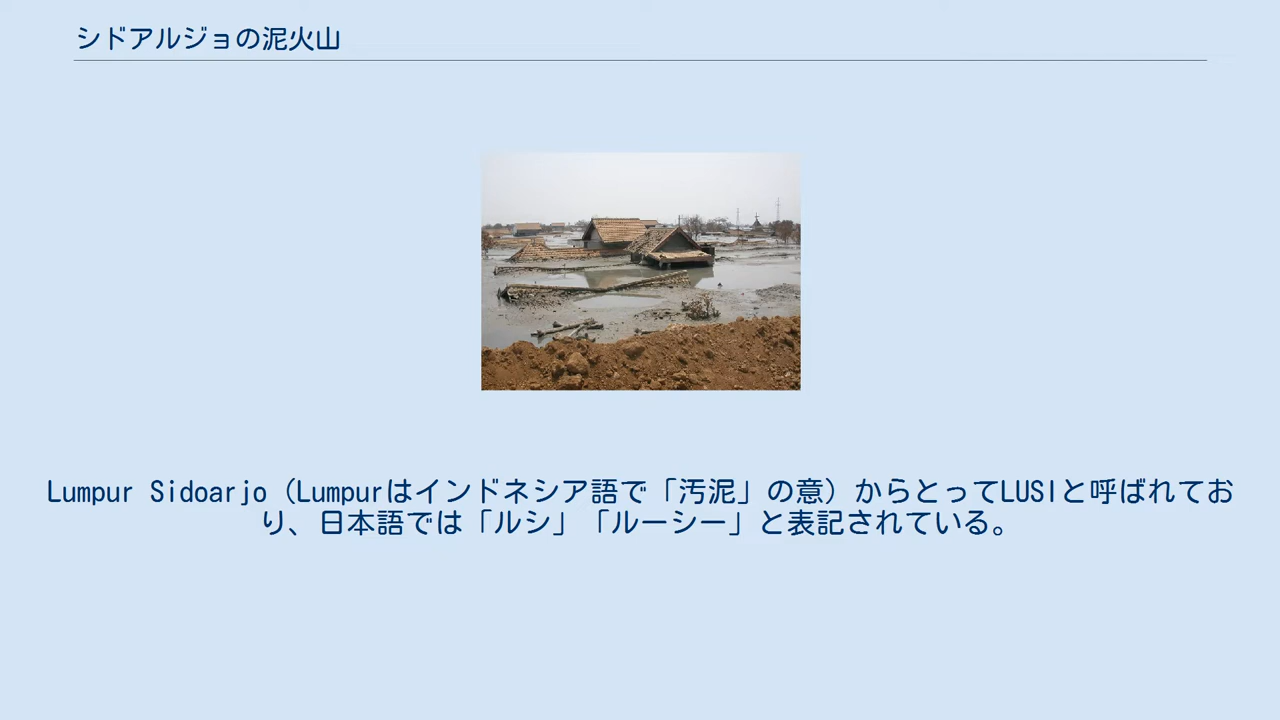 シドアルジョの泥火山
Lumpur Sidoarjo（Lumpurはインドネシア語で「汚泥」の意）からとってLUSIと呼ばれてお
り、日本語では「ルシ」「ルーシー」と表記されている。